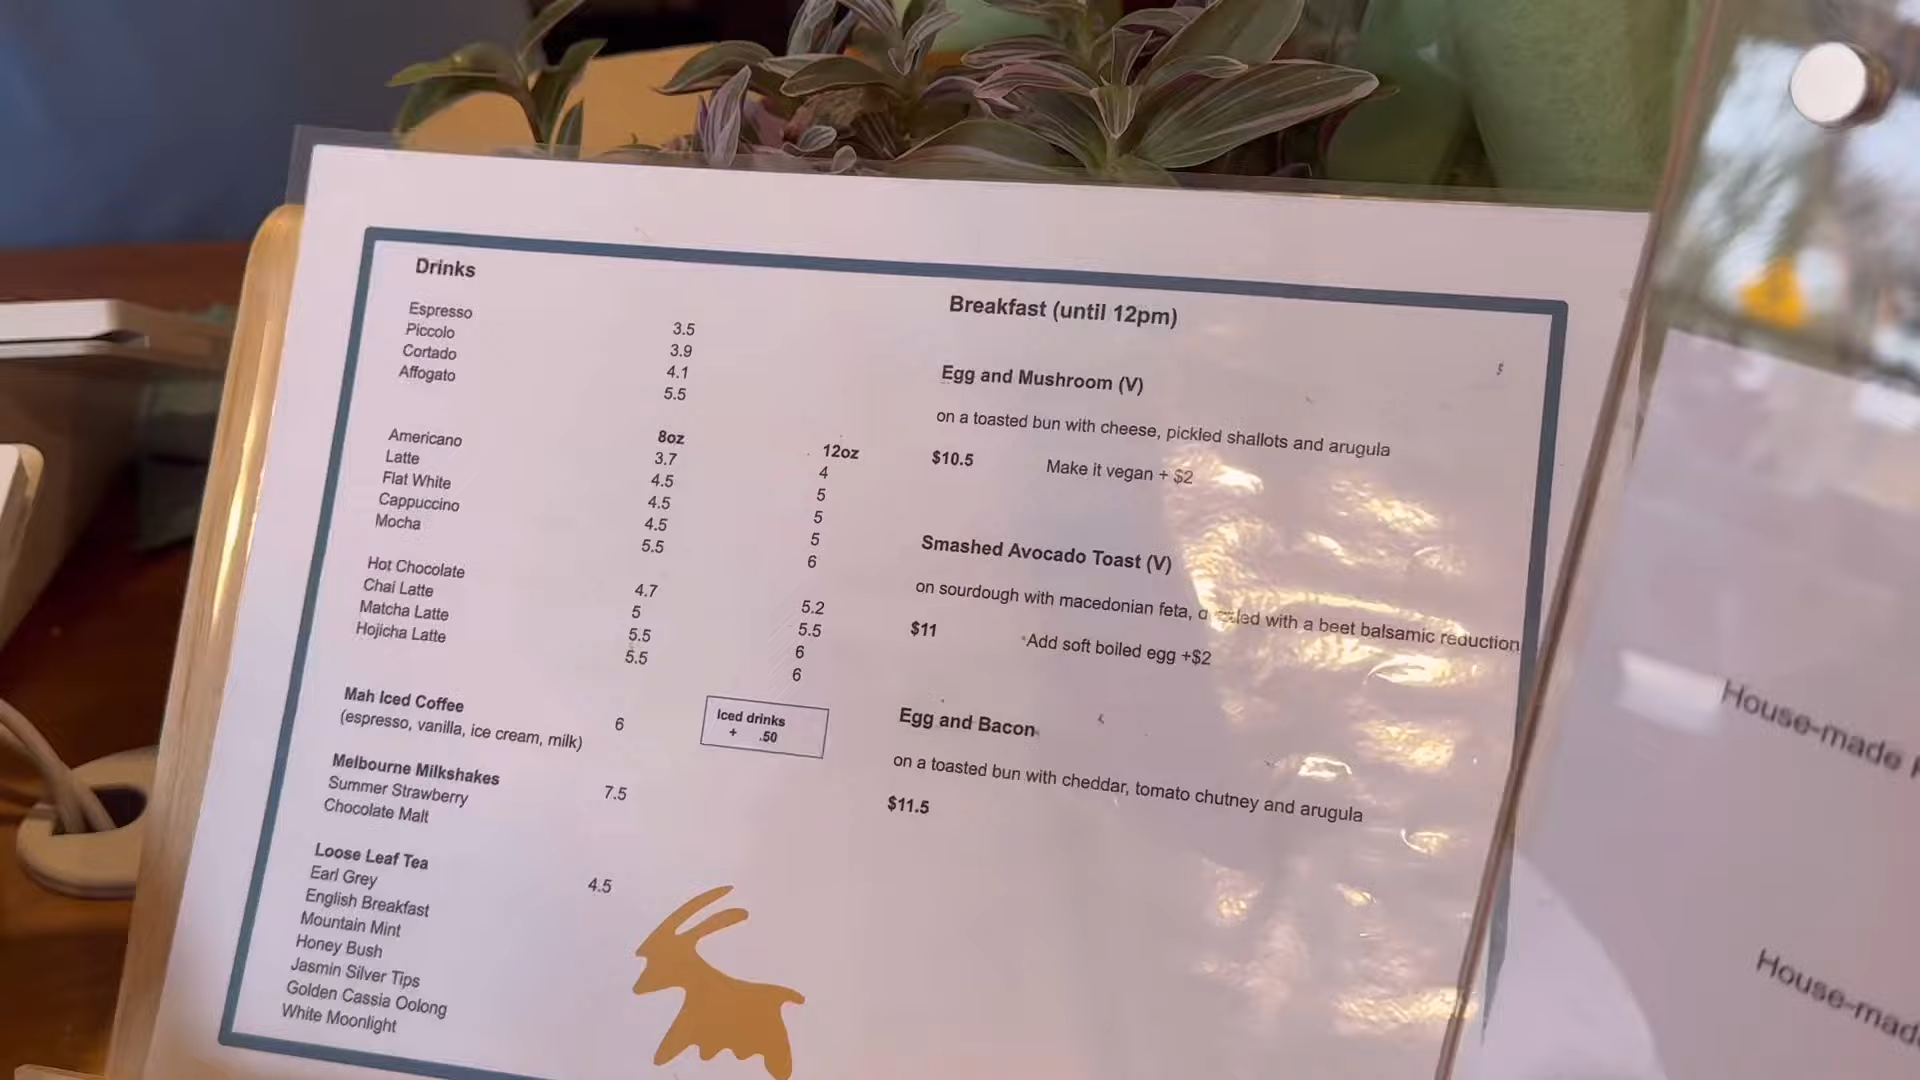 Drinks
Espresso 3.5
Piccolo 3.9
Cortado 4.1
Affogato 5.5
8oz 12oz
Americano 3.7 4
Latte 4.5 5
Flat White 4.5 5
Cappuccino 4.5 5
Mocha 5.5 6
Hot Chocolate 4.7 5.2
Chai Latte 5 5.5
Matcha Latte 5.5 6
Hojicha Latte 5.5 6
Mah Iced Coffee 6
(espresso, vanilla, ice cream, milk)
Iced drinks
+ .50
Melbourne Milkshakes 7.5
Summer Strawberry
Chocolate Malt
Loose Leaf Tea 4.5
Earl Grey
English Breakfast
Mountain Mint
Honey Bush
Jasmin Silver Tips
Golden Cassia Oolong
White Moonlight
Breakfast (until 12pm)
Egg and Mushroom (V)
on a toasted bun with cheese, pickled shallots and arugula
$10.5 Make it vegan + $2
Smashed Avocado Toast (V)
on sourdough with macedonian feta, with a beet balsamic reduction
$11 *Add soft boiled egg +$2
Egg and Bacon
on a toasted bun with cheddar, tomato chutney and arugula
$11.5
House-made
House-made